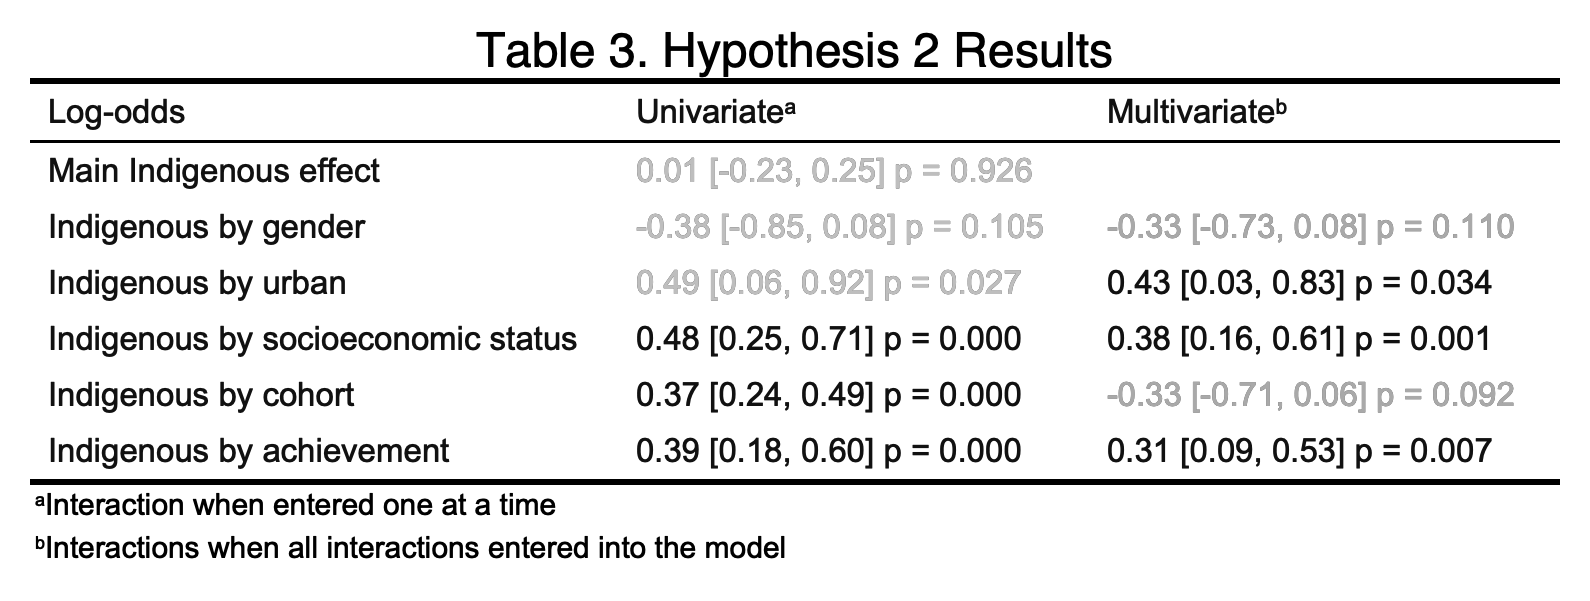 Table 3. Hypothesis 2 Results
Log-odds Univariateᵃ Multivariateᵇ
Main Indigenous effect 0.01 [-0.23, 0.25] p = 0.926
Indigenous by gender -0.38 [-0.85, 0.08] p = 0.105 -0.33 [-0.73, 0.08] p = 0.110
Indigenous by urban 0.49 [0.06, 0.92] p = 0.027 0.43 [0.03, 0.83] p = 0.034
Indigenous by socioeconomic status 0.48 [0.25, 0.71] p = 0.000 0.38 [0.16, 0.61] p = 0.001
Indigenous by cohort 0.37 [0.24, 0.49] p = 0.000 -0.33 [-0.71, 0.06] p = 0.092
Indigenous by achievement 0.39 [0.18, 0.60] p = 0.000 0.31 [0.09, 0.53] p = 0.007
ᵃInteraction when entered one at a time
ᵇInteractions when all interactions entered into the model